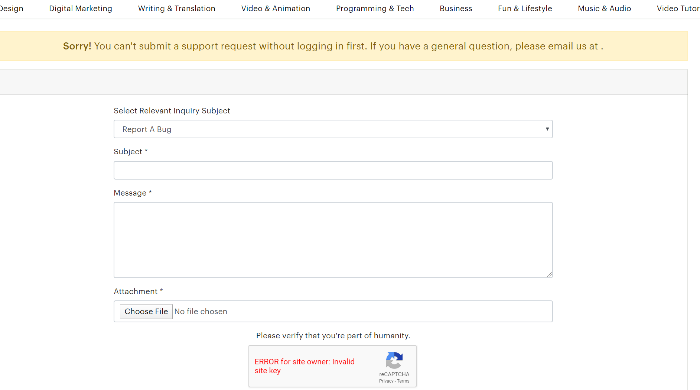 Design Digital Marketing Writing & Translation Video & Animation Programming & Tech Business Fun & Lifestyle Music & Audio Video Tutor
Sorry! You can't submit a support request without logging in first. If you have a general question, please email us at .
Select Relevant Inquiry Subject
Report A Bug
Subject *
Message *
Attachment *
Choose File No file chosen
Please verify that you're part of humanity.
ERROR for site owner: Invalid
site key
reCAPTCHA
Privacy - Terms